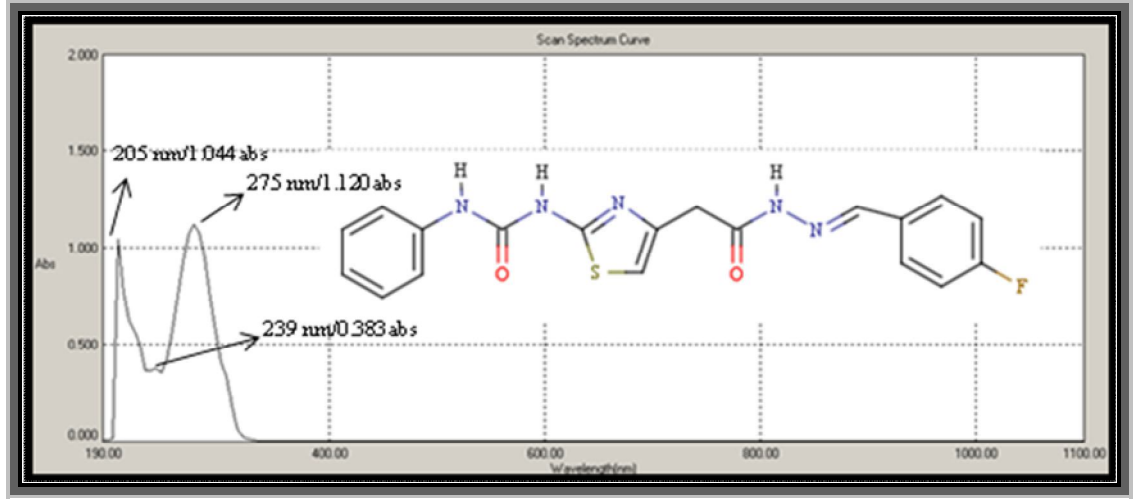 Scan Spectrum Curve
2.000
1.500
205 nm/1.044 abs
275 nm/1.120 abs
1.000
Abs
239 nm/0.383 abs
0.500
0.000
190.00 400.00 600.00 800.00 1000.00 1100.00
Wavelength(nm)
H H H
N N N N
N
S O O
F